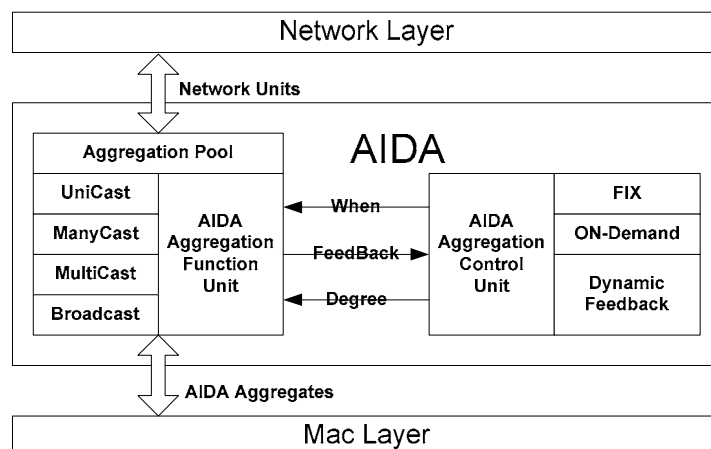 Network Layer
Network Units
AIDA
Aggregation Pool
UniCast
ManyCast
MultiCast
Broadcast
AIDA
Aggregation
Function
Unit
When
FeedBack
Degree
AIDA
Aggregation
Control
Unit
FIX
ON-Demand
Dynamic
Feedback
AIDA Aggregates
Mac Layer